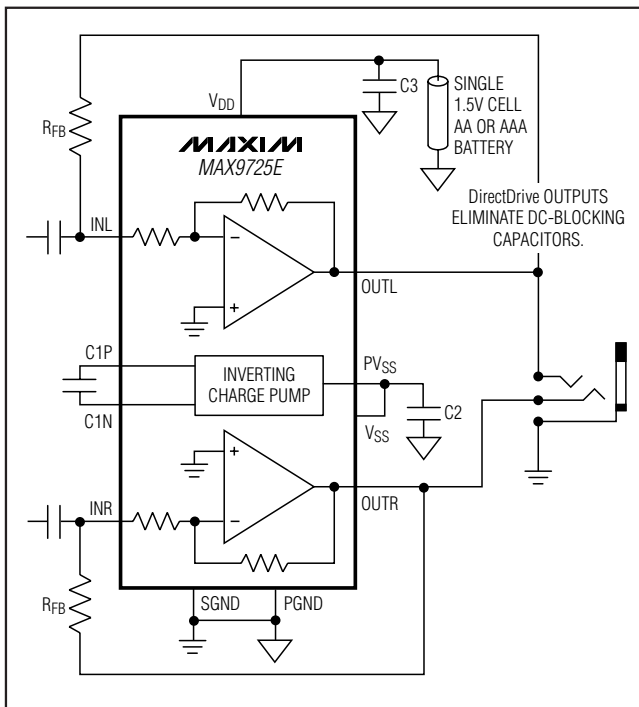 C3
SINGLE
1.5V CELL
AA OR AAA
BATTERY
VDD
RFB
MAXIM
MAX9725E
DirectDrive OUTPUTS
ELIMINATE DC-BLOCKING
CAPACITORS.
INL
−
+
OUTL
C1P
INVERTING
CHARGE PUMP
PVSS
C1N
C2
VSS
+
INR
−
OUTR
RFB
SGND
PGND